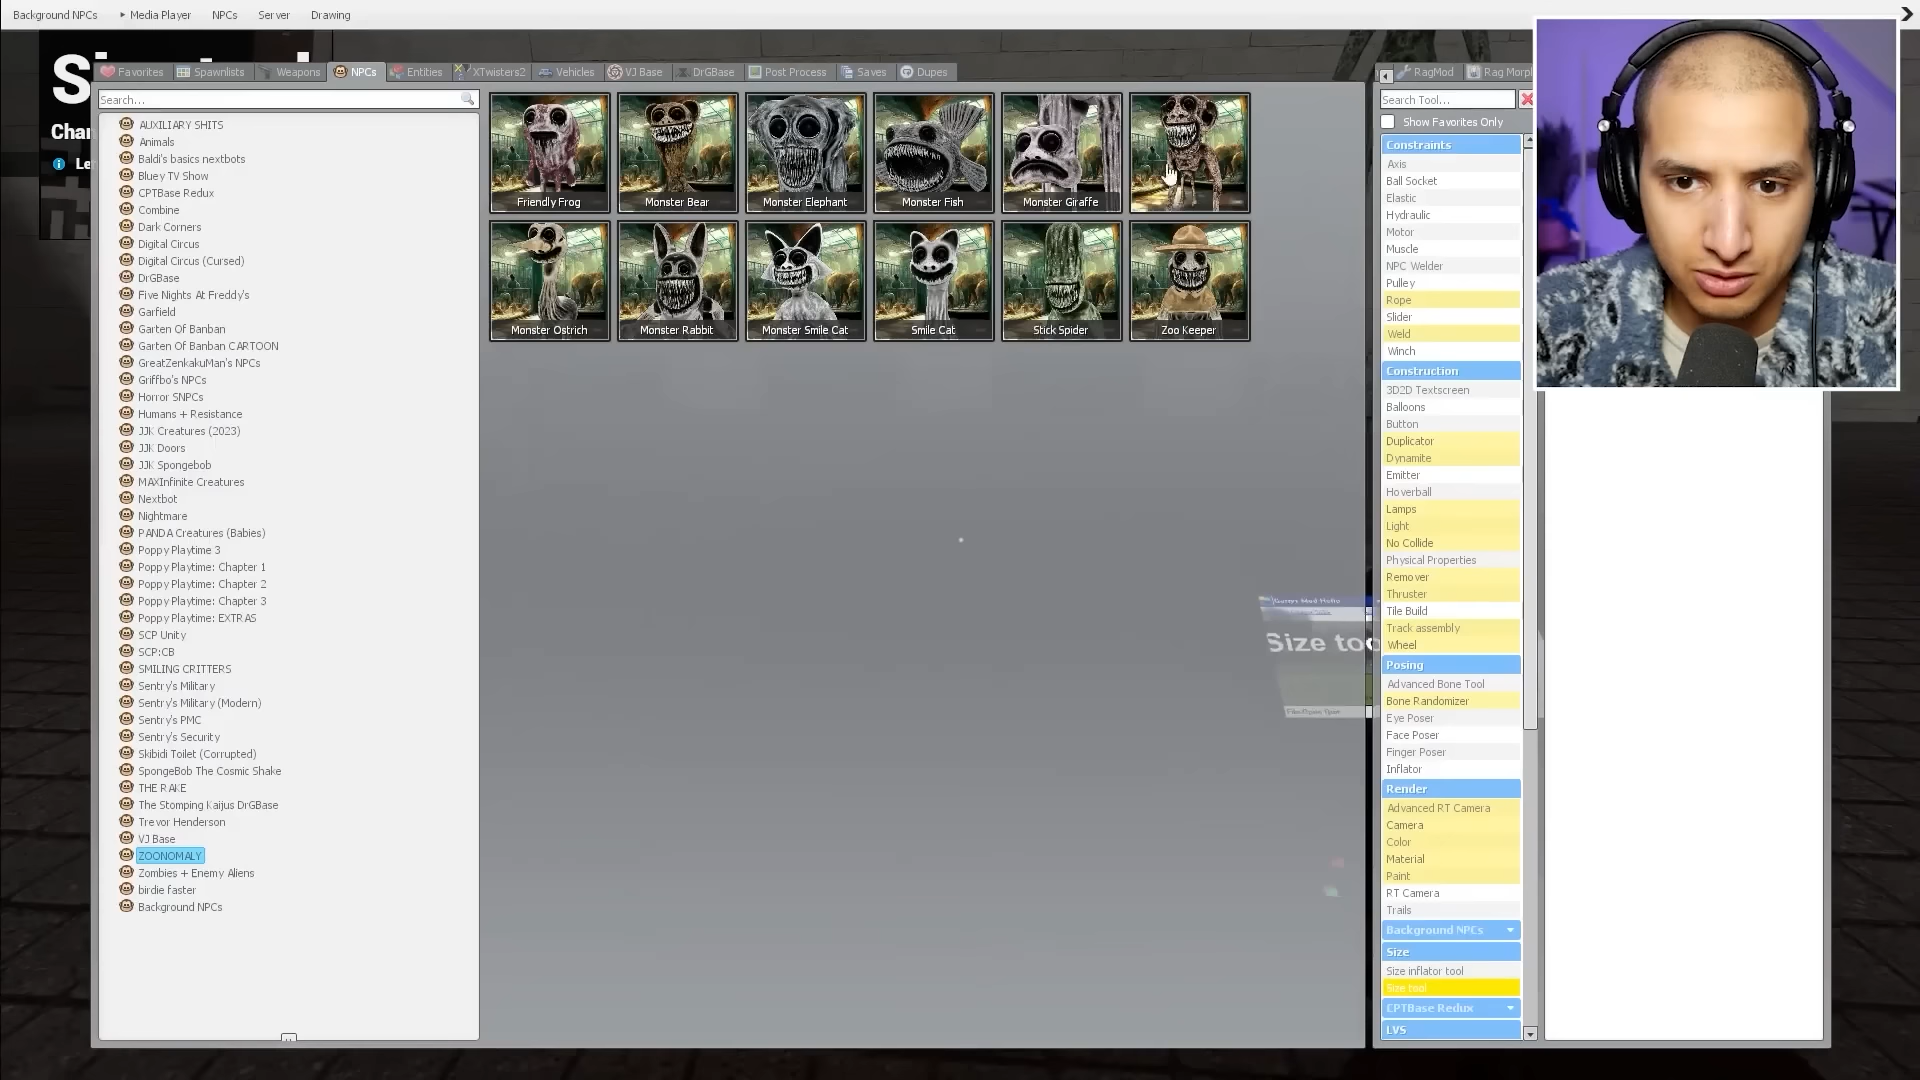 Background NPCs
Media Player
NPCs
Server
Drawing
Favorites
Spawnlists
Weapons
NPCs
Entities
XTwisters2
Vehicles
VJ Base
DrGBase
Post Process
Saves
Dupes
RagMod
Search...
AUXILIARY SHITS
Animals
Baldi's basics nextbots
Bluey TV Show
CPTBase Redux
Combine
Dark Corners
Digital Circus
Digital Circus (Cursed)
DrGBase
Five Nights At Freddy's
Garfield
Garten Of Banban
Garten Of Banban CARTOON
GreatZenkakuMan's NPCs
Griffbo's NPCs
Horror SNPCs
Humans + Resistance
JJK Creatures (2023)
JJK Doors
JJK Spongebob
MAXInfinite Creatures
Nextbot
Nightmare
PANDA Creatures (Babies)
Poppy Playtime 3
Poppy Playtime: Chapter 1
Poppy Playtime: Chapter 2
Poppy Playtime: Chapter 3
Poppy Playtime: EXTRAS
SCP Unity
SCP:CB
SMILING CRITTERS
Sentry's Military
Sentry's Military (Modern)
Sentry's PMC
Sentry's Security
Skibidi Toilet (Corrupted)
SpongeBob The Cosmic Shake
THE RAKE
The Stomping Kaijus DrGBase
Trevor Henderson
VJ Base
ZOONOMALY
Zombies + Enemy Aliens
birdie faster
Background NPCs
Friendly Frog
Monster Bear
Monster Elephant
Monster Fish
Monster Giraffe
Monster Ostrich
Monster Rabbit
Monster Smile Cat
Smile Cat
Stick Spider
Zoo Keeper
Size too
Search Tool...
Show Favorites Only
Constraints
Axis
Ball Socket
Elastic
Hydraulic
Motor
Muscle
NPC Welder
Pulley
Rope
Slider
Weld
Winch
Construction
3D2D Textscreen
Balloons
Button
Duplicator
Dynamite
Emitter
Hoverball
Lamps
Light
No Collide
Physical Properties
Remover
Thruster
Tile Build
Track assembly
Wheel
Posing
Advanced Bone Tool
Bone Randomizer
Eye Poser
Face Poser
Finger Poser
Inflator
Render
Advanced RT Camera
Camera
Color
Material
Paint
RT Camera
Trails
Background NPCs
Size
Size inflator tool
Size tool
CPTBase Redux
LVS